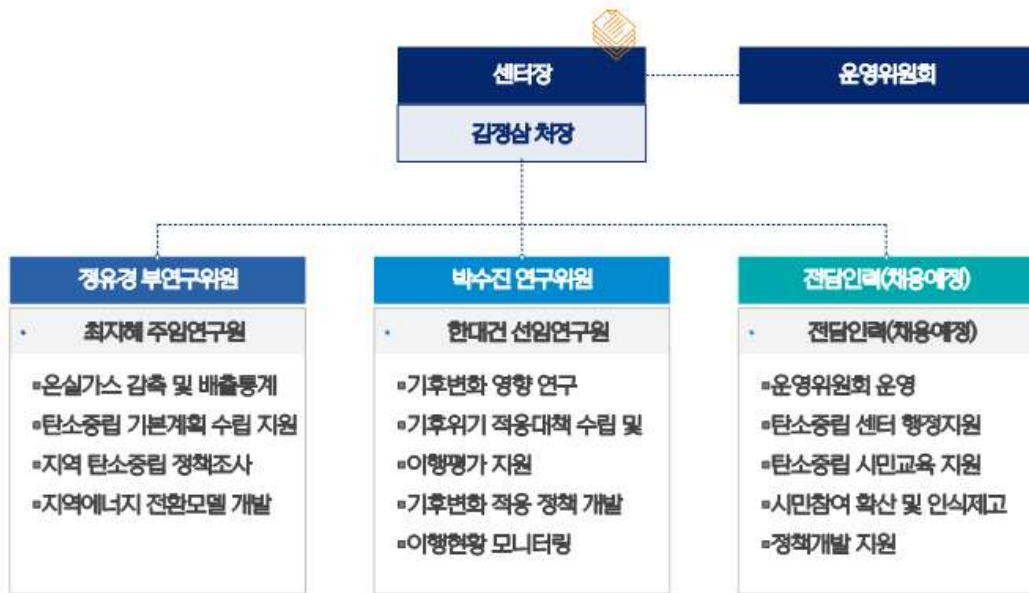 센터장
운영위원회
김정삼 처장
정유경 부연구위원
최지혜 주임연구원
▪온실가스 감축 및 배출통계
▪탄소중립 기본계획 수립 지원
▪지역 탄소중립 정책조사
▪지역에너지 전환모델 개발
박수진 연구위원
한대건 선임연구원
▪기후변화 영향 연구
▪기후위기 적응대책 수립 및
▪이행평가 지원
▪기후변화 적응 정책 개발
▪이행현황 모니터링
전담인력(채용예정)
전담인력(채용예정)
▪운영위원회 운영
▪탄소중립 센터 행정지원
▪탄소중립 시민교육 지원
▪시민참여 확산 및 인식제고
▪정책개발 지원